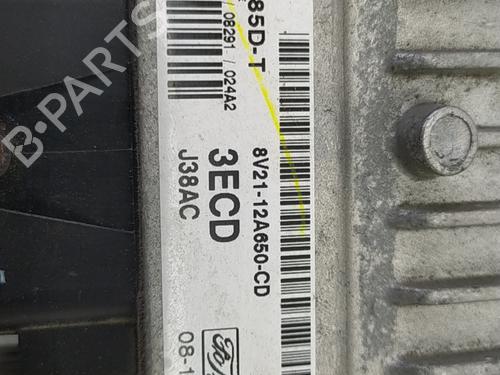 85D-T
08291 / 024A2
8V21-12A650-CD
3ECD
J38AC
08-1
B-PARTS